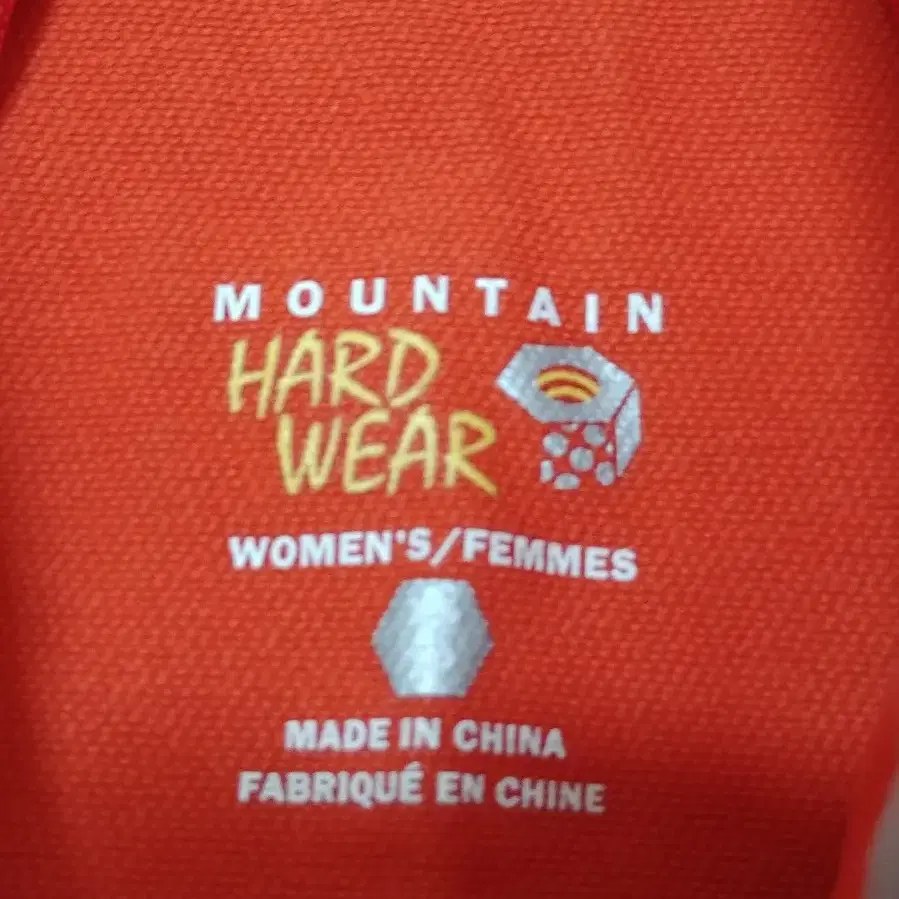 MOUNTAIN
HARD
WEAR
WOMEN'S/FEMMES
MADE IN CHINA
FABRIQUÉ EN CHINE